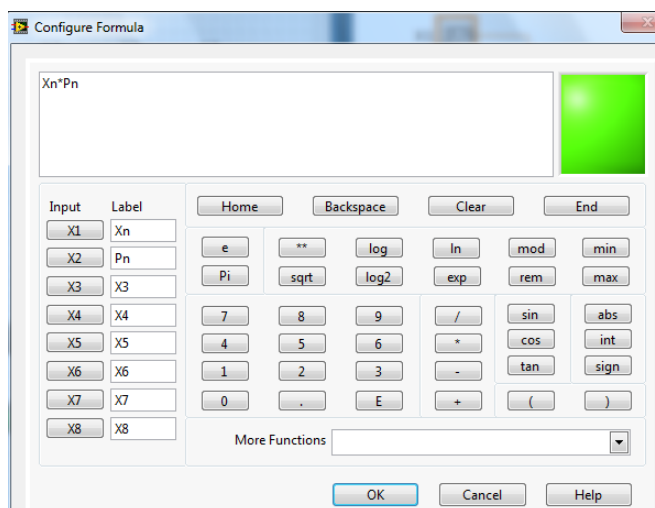 Configure Formula
Xn*Pn
Input Label Home Backspace Clear End
X1 Xn
X2 Pn e ** log ln mod min
X3 X3 Pi sqrt log2 exp rem max
X4 X4 7 8 9 / sin abs
X5 X5 4 5 6 * cos int
X6 X6 1 2 3 - tan sign
X7 X7 0 . E + ( )
X8 X8 More Functions
OK Cancel Help